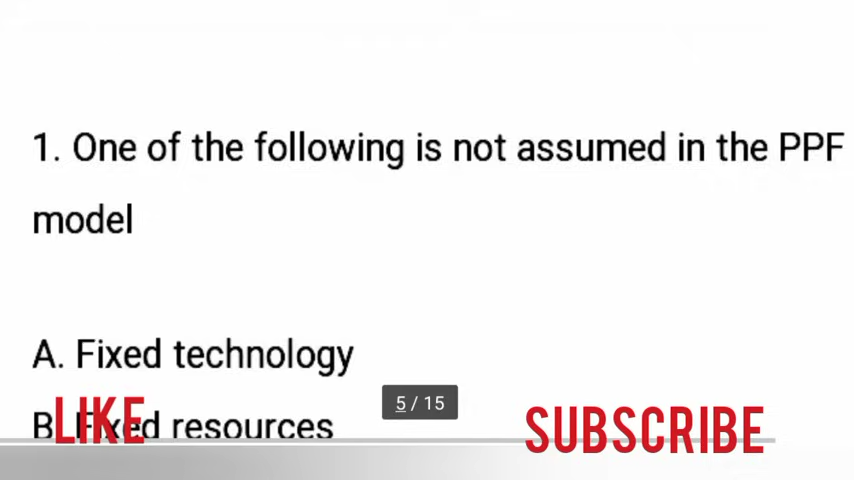 1. One of the following is not assumed in the PPF
model
A. Fixed technology
5 / 15
B. Fixed resources
LIKE
SUBSCRIBE